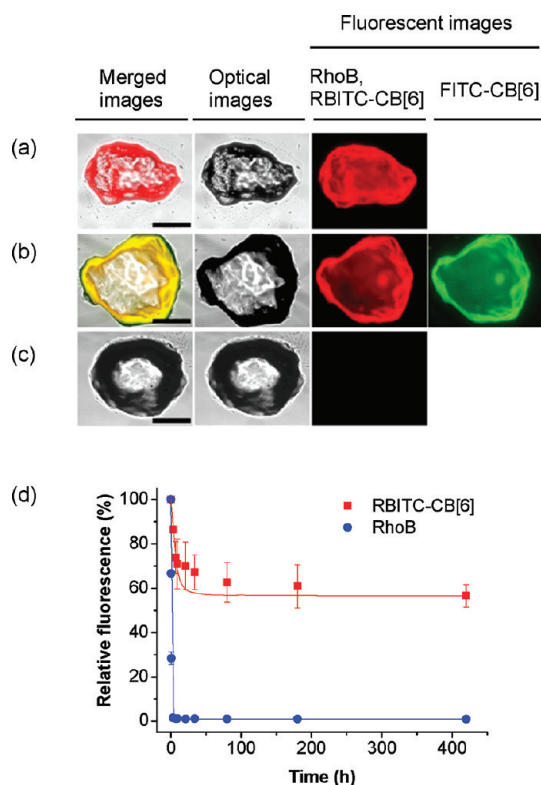 Fluorescent images
Merged images
Optical images
RhoB, RBITC-CB[6]
FITC-CB[6]
(a)
(b)
(c)
(d)
Relative fluorescence (%)
100
80
60
40
20
0
RBITC-CB[6]
RhoB
0 100 200 300 400
Time (h)